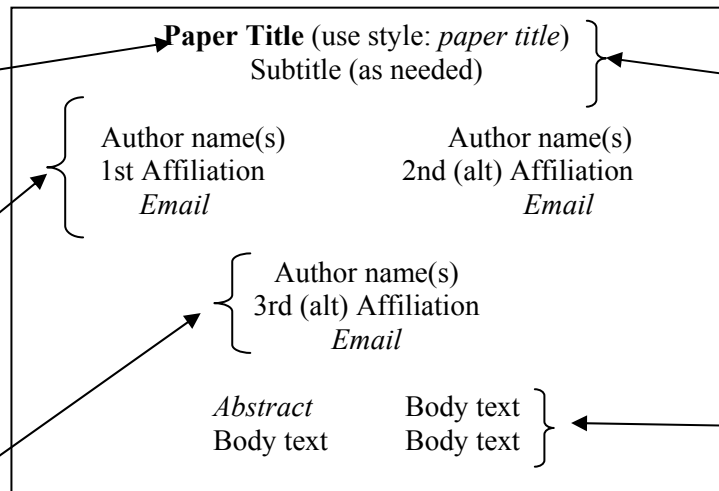 Paper Title (use style: paper title)
Subtitle (as needed)
Author name(s)
1st Affiliation
Email
Author name(s)
2nd (alt) Affiliation
Email
Author name(s)
3rd (alt) Affiliation
Email
Abstract
Body text
Body text
Body text